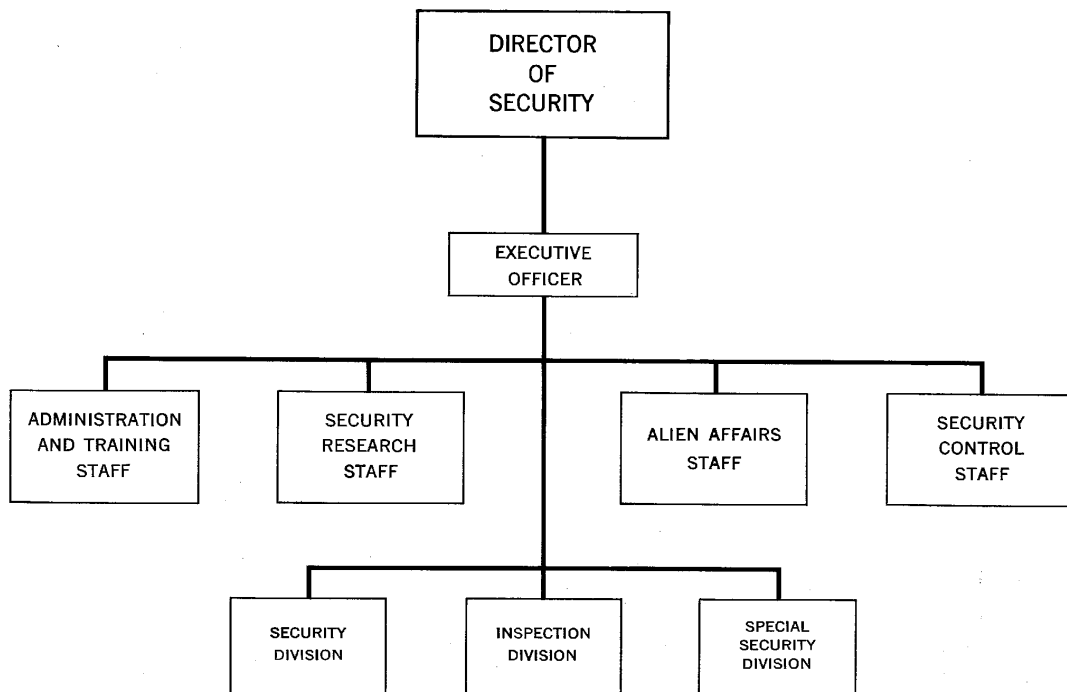 DIRECTOR
OF
SECURITY
EXECUTIVE
OFFICER
ADMINISTRATION
AND TRAINING
STAFF
SECURITY
RESEARCH
STAFF
ALIEN AFFAIRS
STAFF
SECURITY
CONTROL
STAFF
SECURITY
DIVISION
INSPECTION
DIVISION
SPECIAL
SECURITY
DIVISION